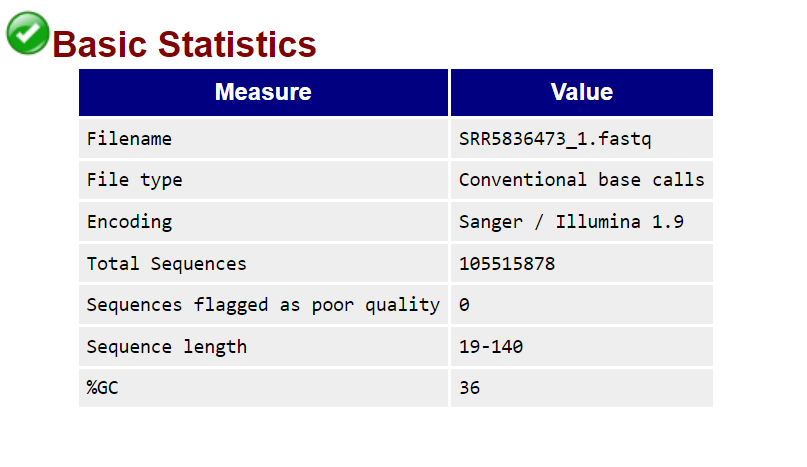 Basic Statistics
Measure Value
Filename SRR5836473_1.fastq
File type Conventional base calls
Encoding Sanger / Illumina 1.9
Total Sequences 105515878
Sequences flagged as poor quality 0
Sequence length 19-140
%GC 36